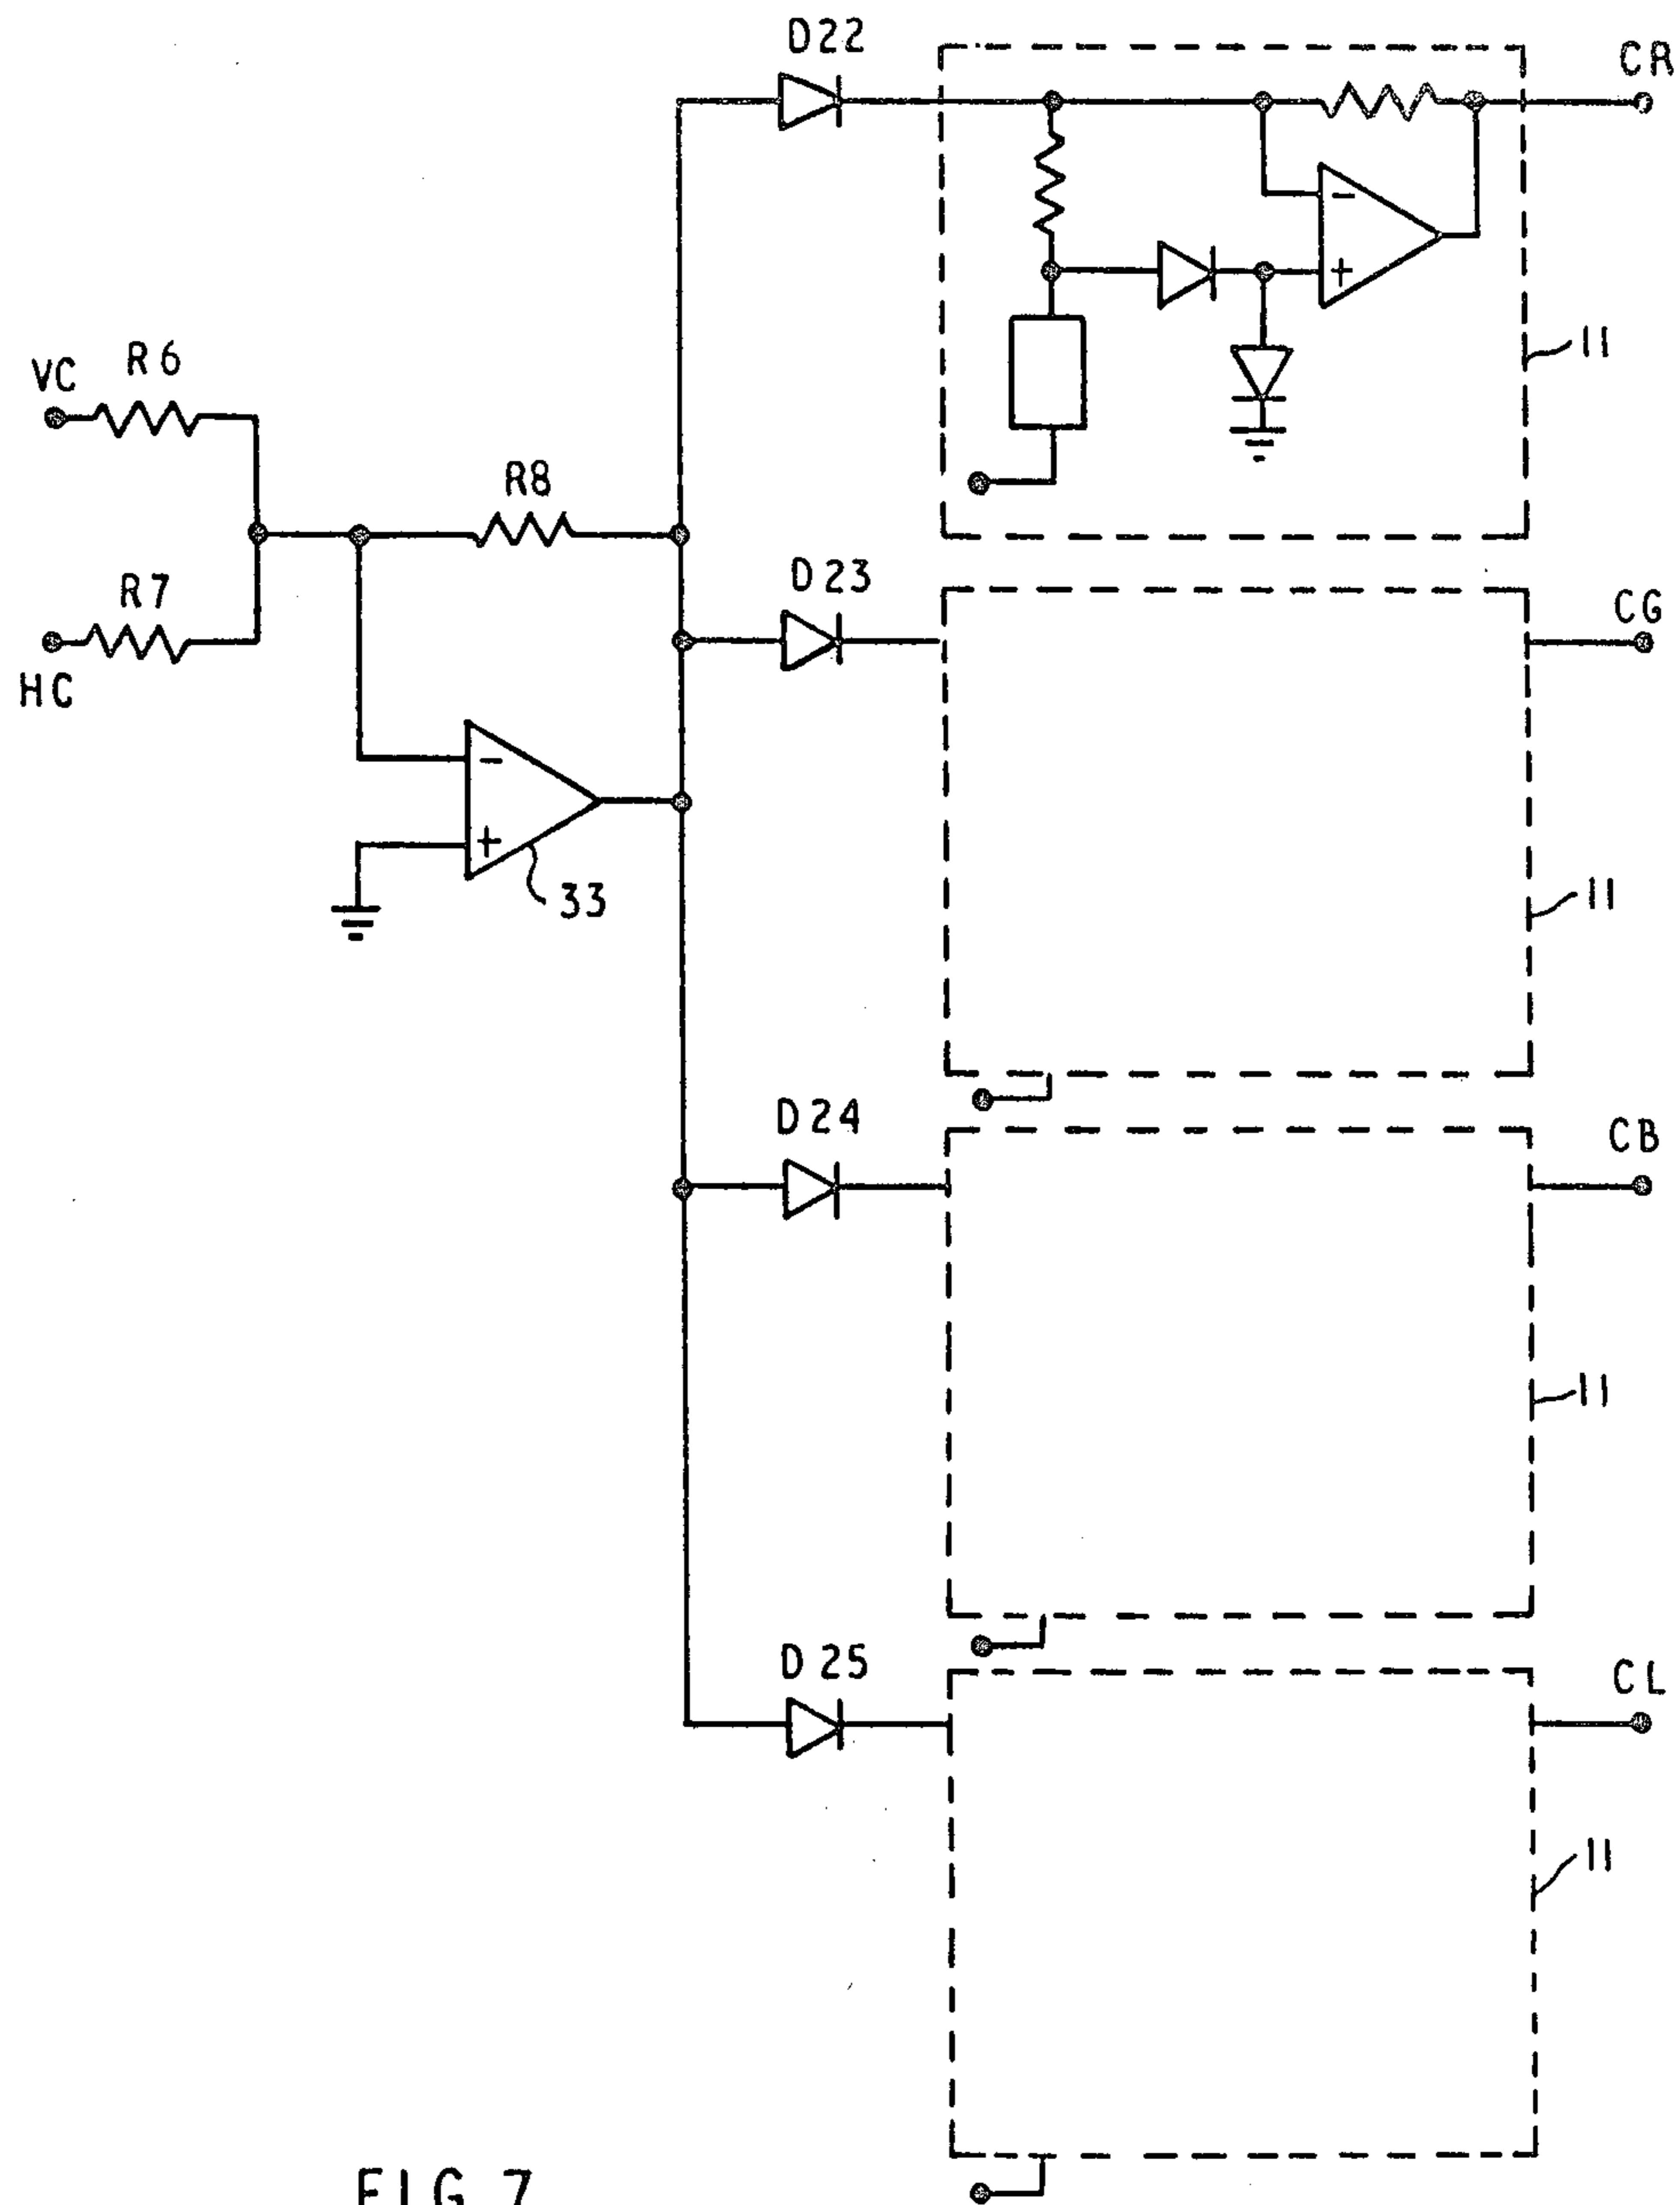 D22
CR
VC
R6
11
R8
R7
HC
D23
CG
-
+
-
+
33
11
D24
CB
11
D25
CL
11
FIG 7